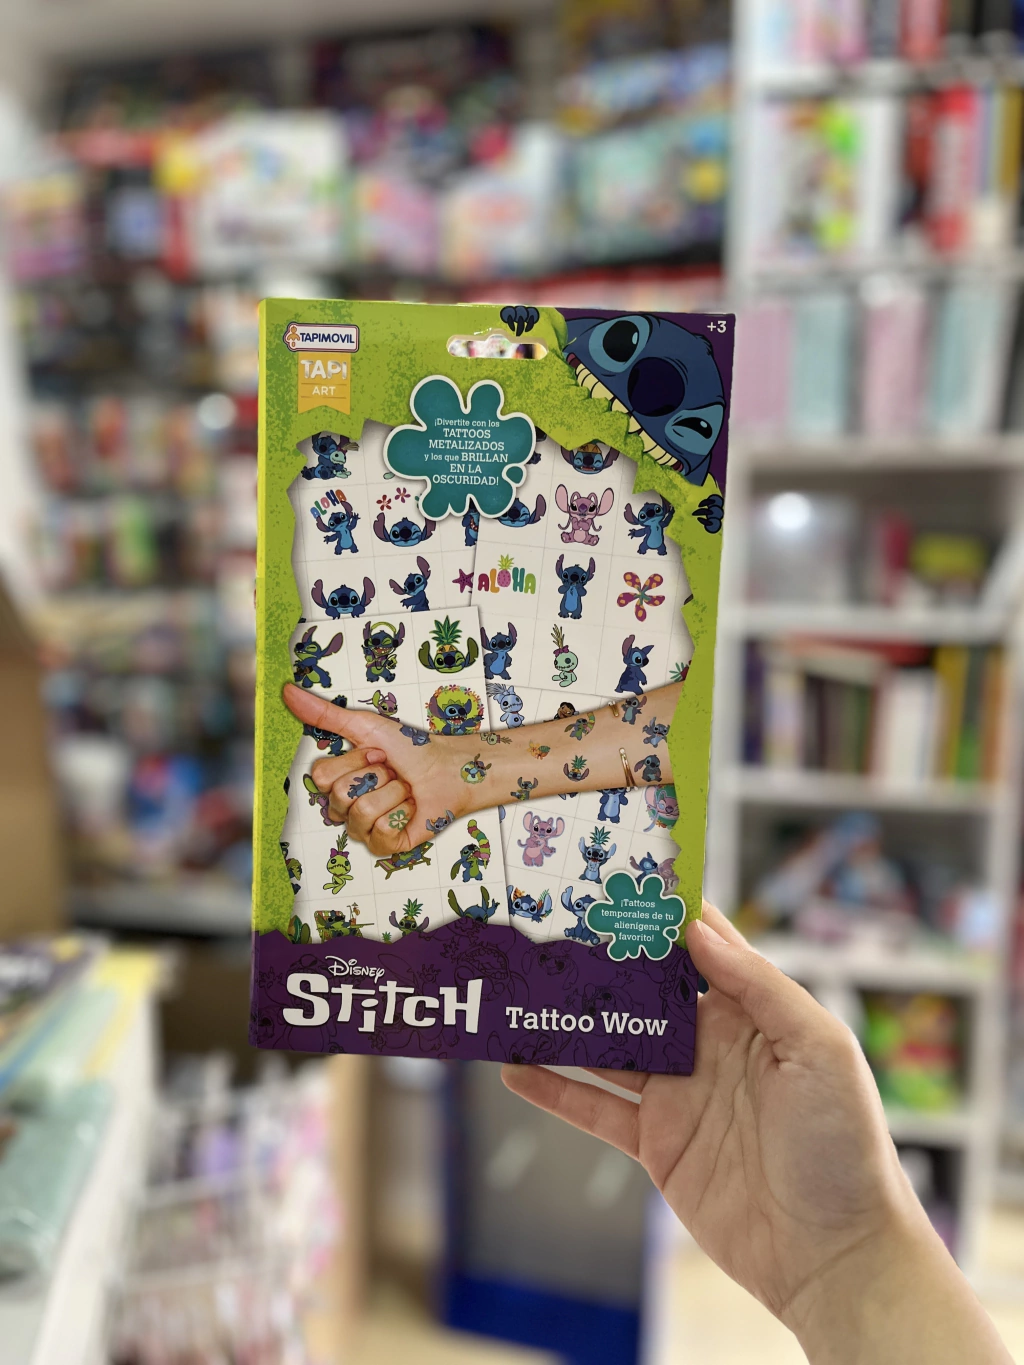 +3
TAPIMOVIL
TAPI
ART
¡Divertite con los
TATTOOS
METALIZADOS
y los que BRILLAN
EN LA
OSCURIDAD!
ALOHA
ALOHA
¡Tattoos
temporales de tu
alienígena
favorito!
Disney
Stitch
Tattoo Wow